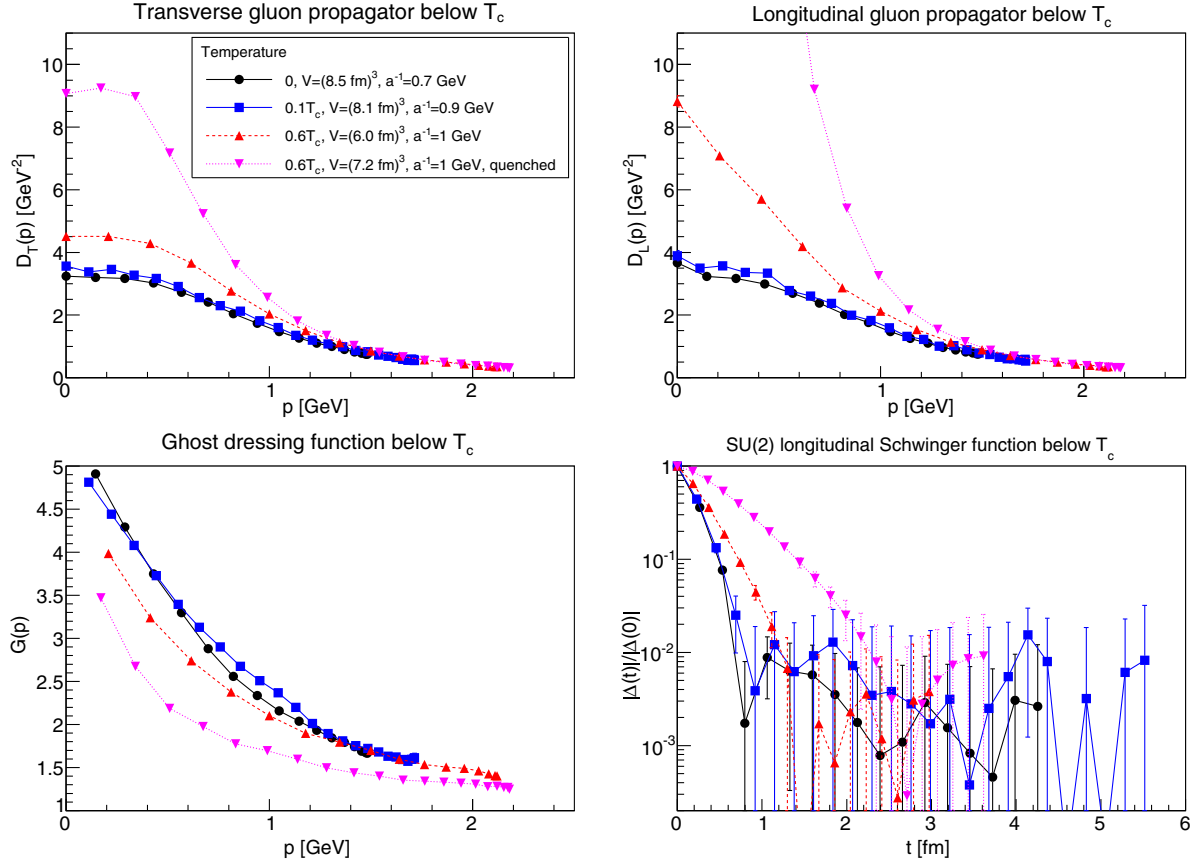 Transverse gluon propagator below T_c
D_T(p) [GeV^-2]
10
8
6
4
2
0
0 1 2
p [GeV]
Temperature
0, V=(8.5 fm)^3, a^-1=0.7 GeV
0.1T_c, V=(8.1 fm)^3, a^-1=0.9 GeV
0.6T_c, V=(6.0 fm)^3, a^-1=1 GeV
0.6T_c, V=(7.2 fm)^3, a^-1=1 GeV, quenched
Longitudinal gluon propagator below T_c
D_L(p) [GeV^-2]
10
8
6
4
2
0
0 1 2
p [GeV]
Ghost dressing function below T_c
G(p)
5
4.5
4
3.5
3
2.5
2
1.5
1
0 1 2
p [GeV]
SU(2) longitudinal Schwinger function below T_c
|Δ(t)|/|Δ(0)|
1
10^-1
10^-2
10^-3
0 1 2 3 4 5 6
t [fm]